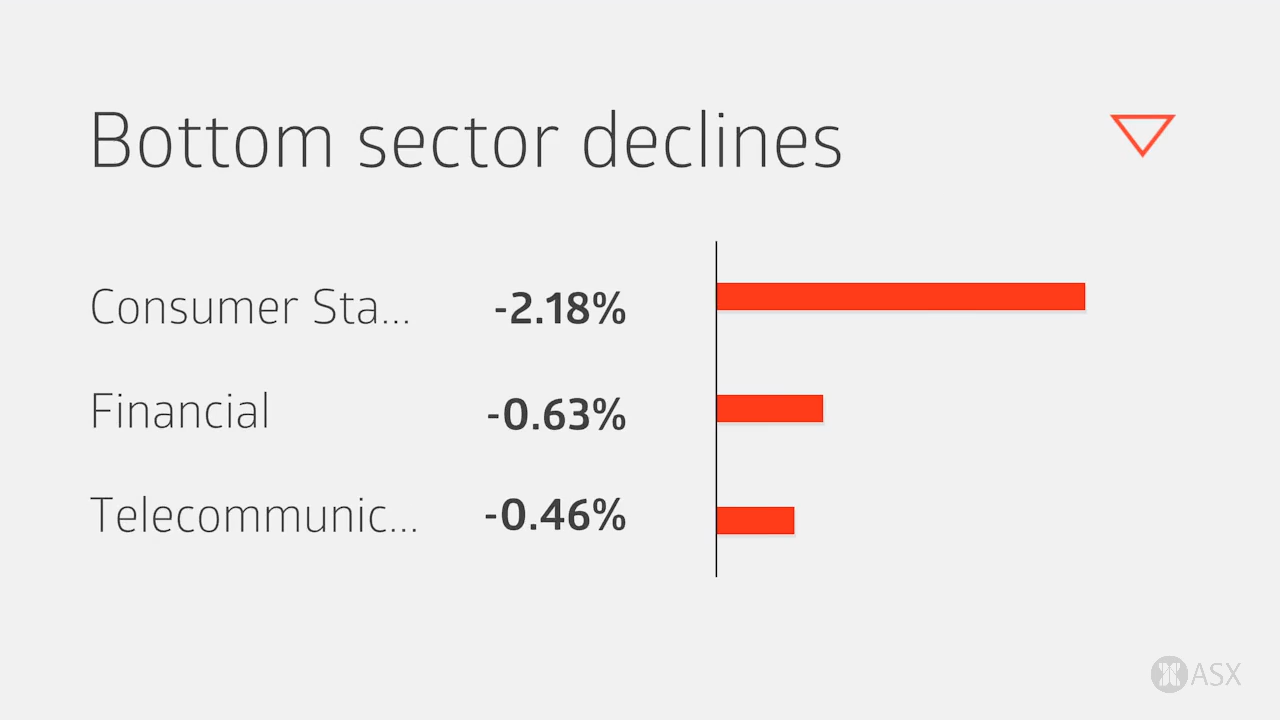 Bottom sector declines
Consumer Sta... -2.18%
Financial -0.63%
Telecommunic... -0.46%
ASX